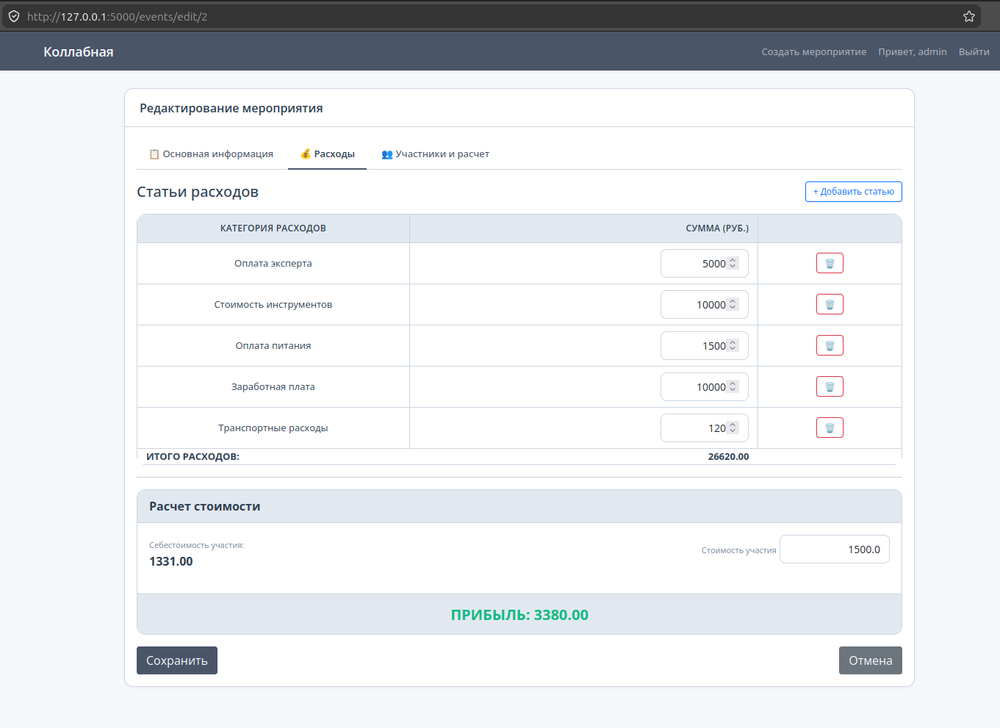 http://127.0.0.1:5000/events/edit/2
Коллабная
Создать мероприятие Привет, admin Выйти
Редактирование мероприятия
Основная информация Расходы Участники и расчет
Статьи расходов
+ Добавить статью
КАТЕГОРИЯ РАСХОДОВ СУММА (РУБ.)
Оплата эксперта 5000
Стоимость инструментов 10000
Оплата питания 1500
Заработная плата 10000
Транспортные расходы 120
ИТОГО РАСХОДОВ: 26620.00
Расчет стоимости
Себестоимость участия:
1331.00
Стоимость участия 1500.0
ПРИБЫЛЬ: 3380.00
Сохранить Отмена